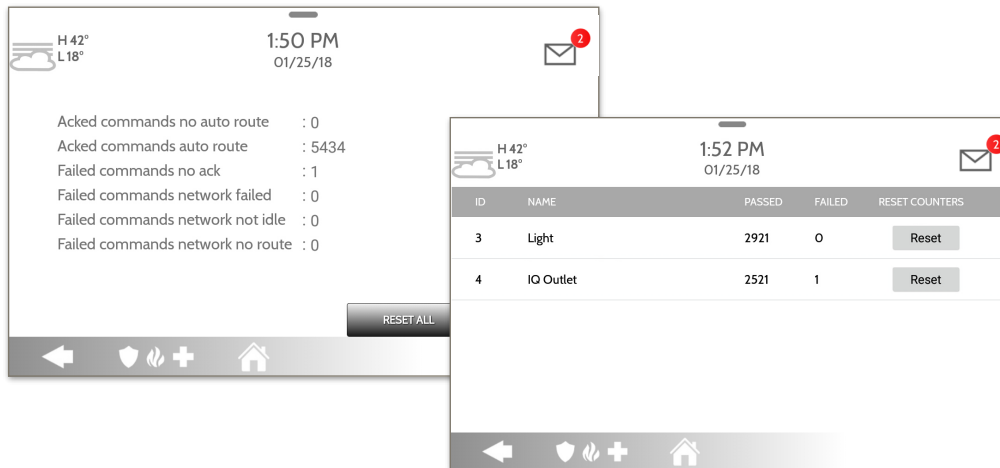 H 42°
L 18°
1:50 PM
01/25/18
2
Acked commands no auto route : 0
Acked commands auto route : 5434
Failed commands no ack : 1
Failed commands network failed : 0
Failed commands network not idle : 0
Failed commands network no route : 0
RESET ALL
H 42°
L 18°
1:52 PM
01/25/18
2
ID NAME PASSED FAILED RESET COUNTERS
3 Light 2921 0 Reset
4 IQ Outlet 2521 1 Reset